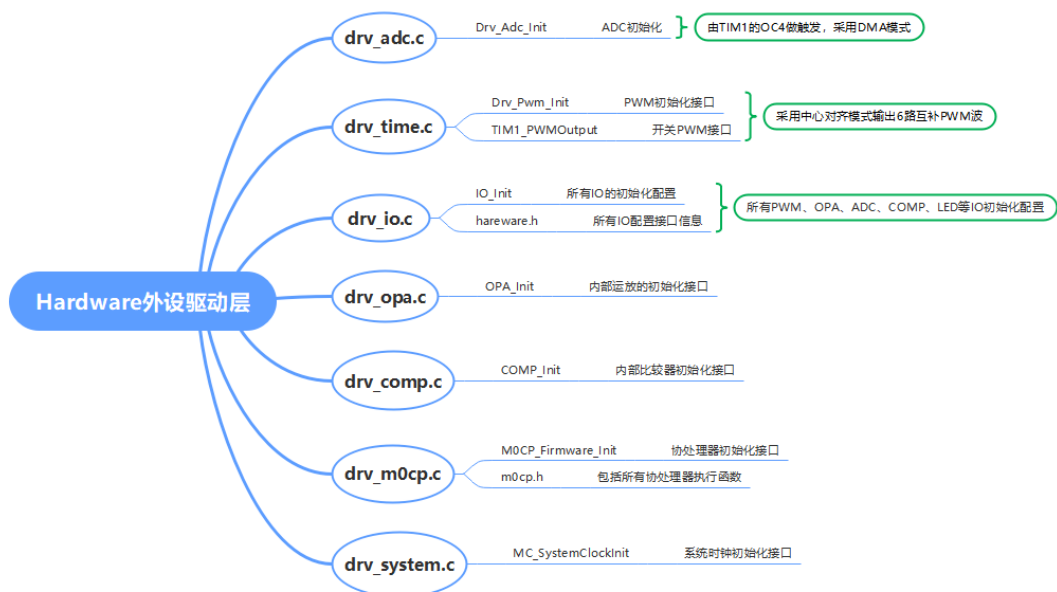 Hardware外设驱动层
drv_adc.c
Drv_Adc_Init ADC初始化
由TIM1的OC4做触发，采用DMA模式
drv_time.c
Drv_Pwm_Init PWM初始化接口
TIM1_PWMOutput 开关PWM接口
采用中心对齐模式输出6路互补PWM波
drv_io.c
IO_Init 所有IO的初始化配置
hareware.h 所有IO配置接口信息
所有PWM、OPA、ADC、COMP、LED等IO初始化配置
drv_opa.c
OPA_Init 内部运放的初始化接口
drv_comp.c
COMP_Init 内部比较器初始化接口
drv_m0cp.c
M0CP_Firmware_Init 协处理器初始化接口
m0cp.h 包括所有协处理器执行函数
drv_system.c
MC_SystemClockInit 系统时钟初始化接口